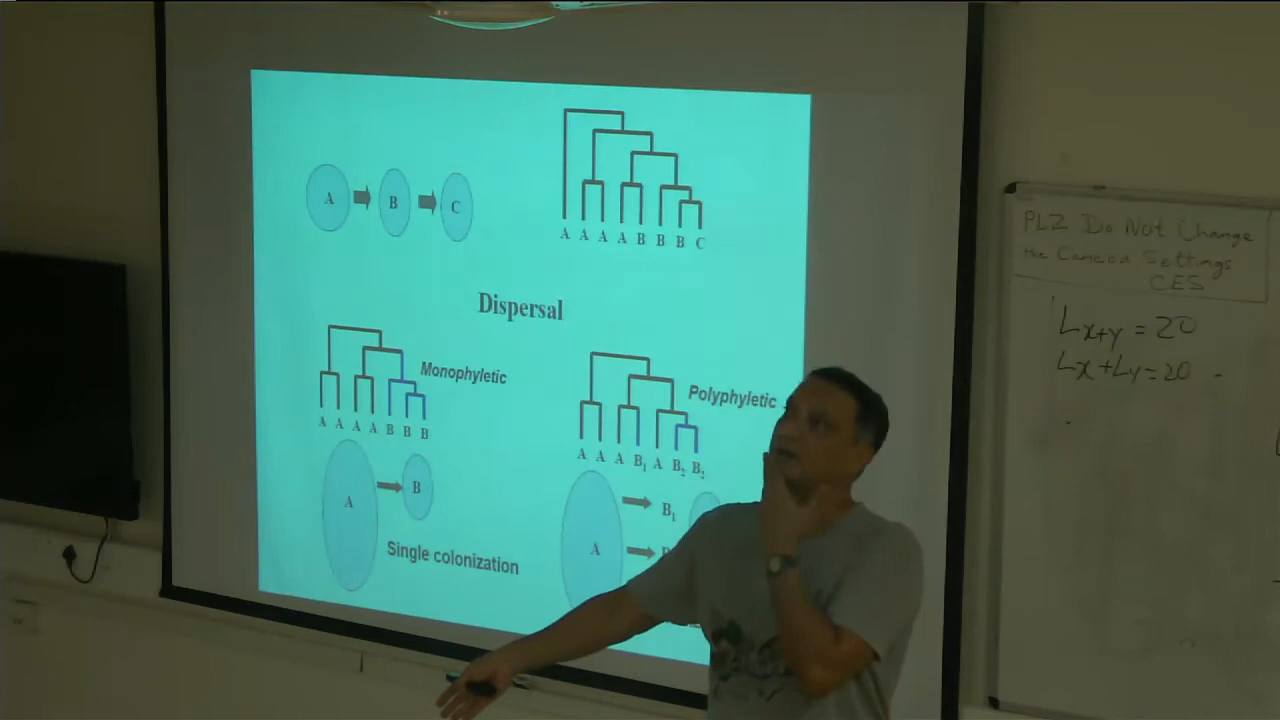 A B C
A A A A B B B C
Dispersal
Monophyletic
A A A A B B B
A B
Single colonization
Polyphyletic
A A A B₁ A B₂ B₂
A B₁
PLZ Do Not Change
the Camera Settings
CES
Lx+y = 20
Lx + Ly = 20